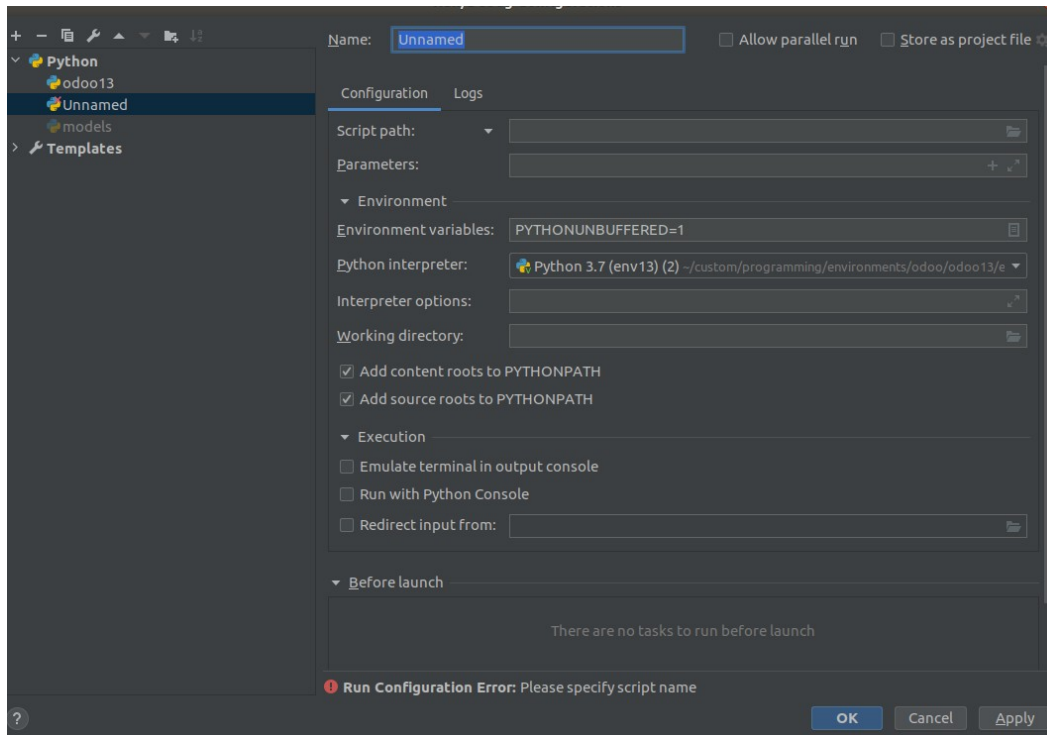 Name: Unnamed Allow parallel run Store as project file
Python
odoo13
Unnamed
models
Templates
Configuration Logs
Script path:
Parameters:
Environment
Environment variables: PYTHONUNBUFFERED=1
Python interpreter: Python 3.7 (env13) (2) ~/custom/programming/environments/odoo/odoo13/e
Interpreter options:
Working directory:
Add content roots to PYTHONPATH
Add source roots to PYTHONPATH
Execution
Emulate terminal in output console
Run with Python Console
Redirect input from:
Before launch
There are no tasks to run before launch
Run Configuration Error: Please specify script name
? OK Cancel Apply